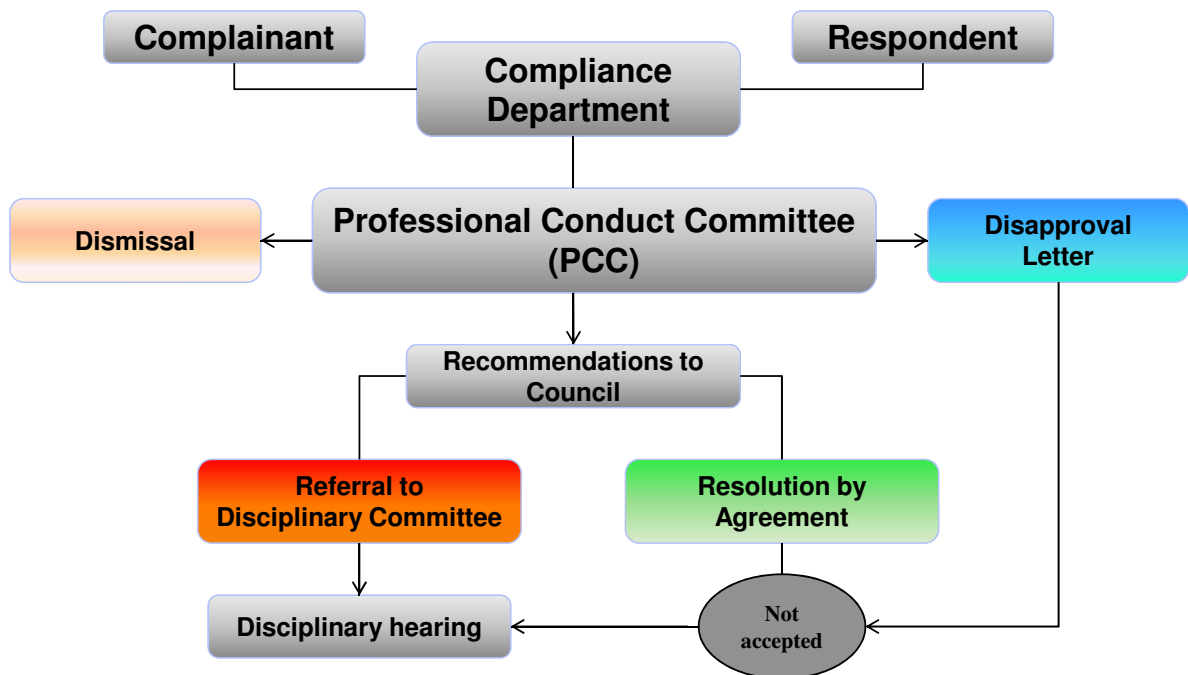 Complainant
Respondent
Compliance
Department
Dismissal
Professional Conduct Committee
(PCC)
Disapproval
Letter
Recommendations to
Council
Referral to
Disciplinary Committee
Resolution by
Agreement
Disciplinary hearing
Not
accepted